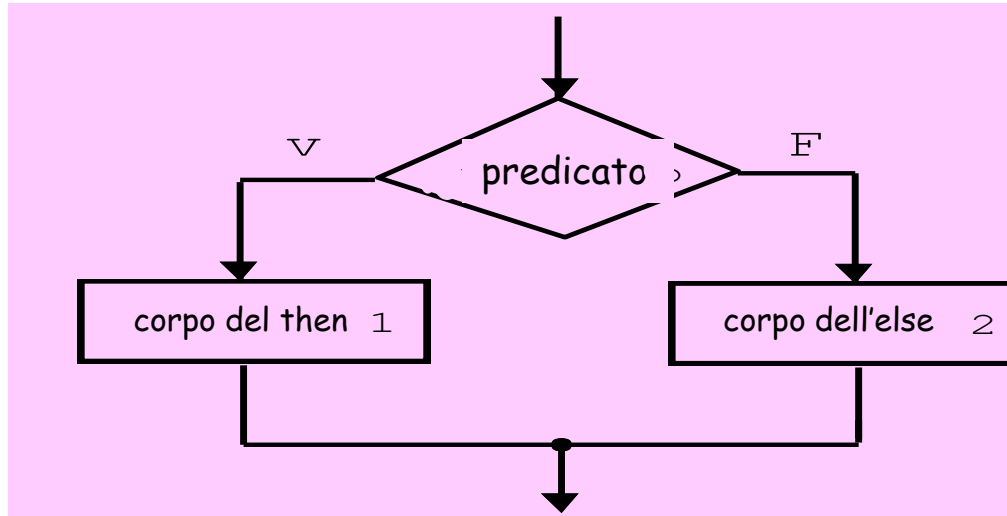 V
F
predicato
corpo del then 1
corpo dell'else 2